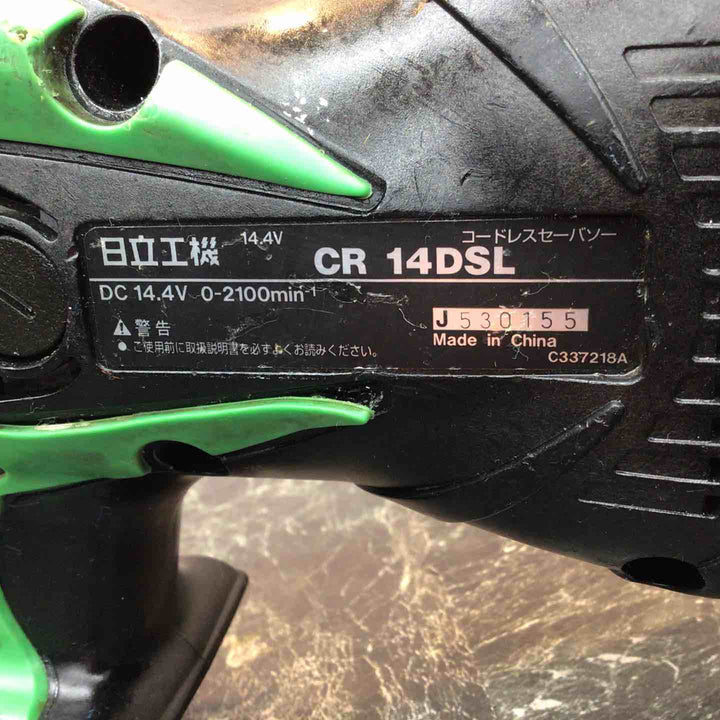 コードレスセーバソー
日立工機 14.4V CR 14DSL
DC 14.4V 0-2100min⁻¹
J530155
警告
Made in China
● ご使用前に取扱説明書を必ずよくお読みください。
C337218A